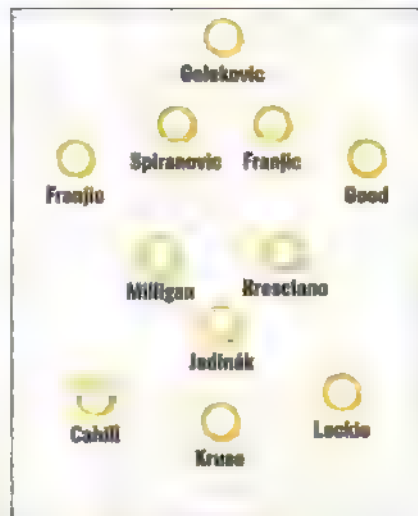 Galekovic
Spiranovic Franjic
Franjic Good
Milligan Bresciano
Jedinák
Cahill Leckie
Kruse